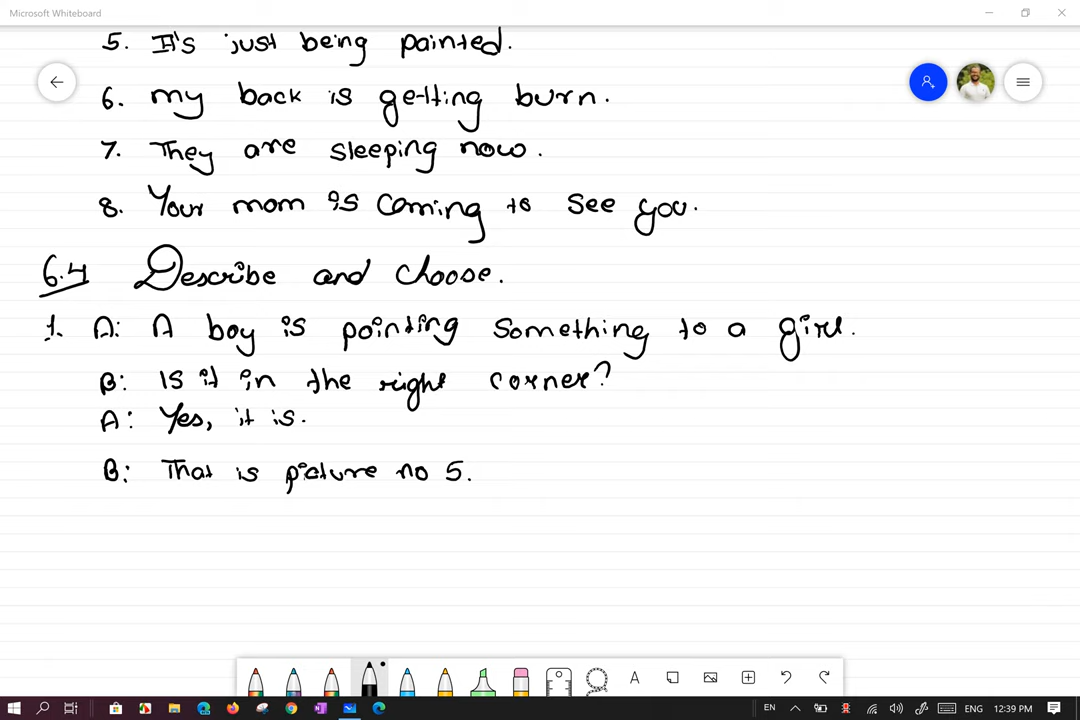 Microsoft Whiteboard
5. It's just being painted.
6. my back is getting burn.
7. They are sleeping now.
8. Your mom is coming to see you.
6.4 Describe and choose.
1. A: A boy is pointing something to a girl.
B: Is it in the right corner?
A: Yes, it is.
B: That is picture no 5.
A
EN
ENG
12:39 PM